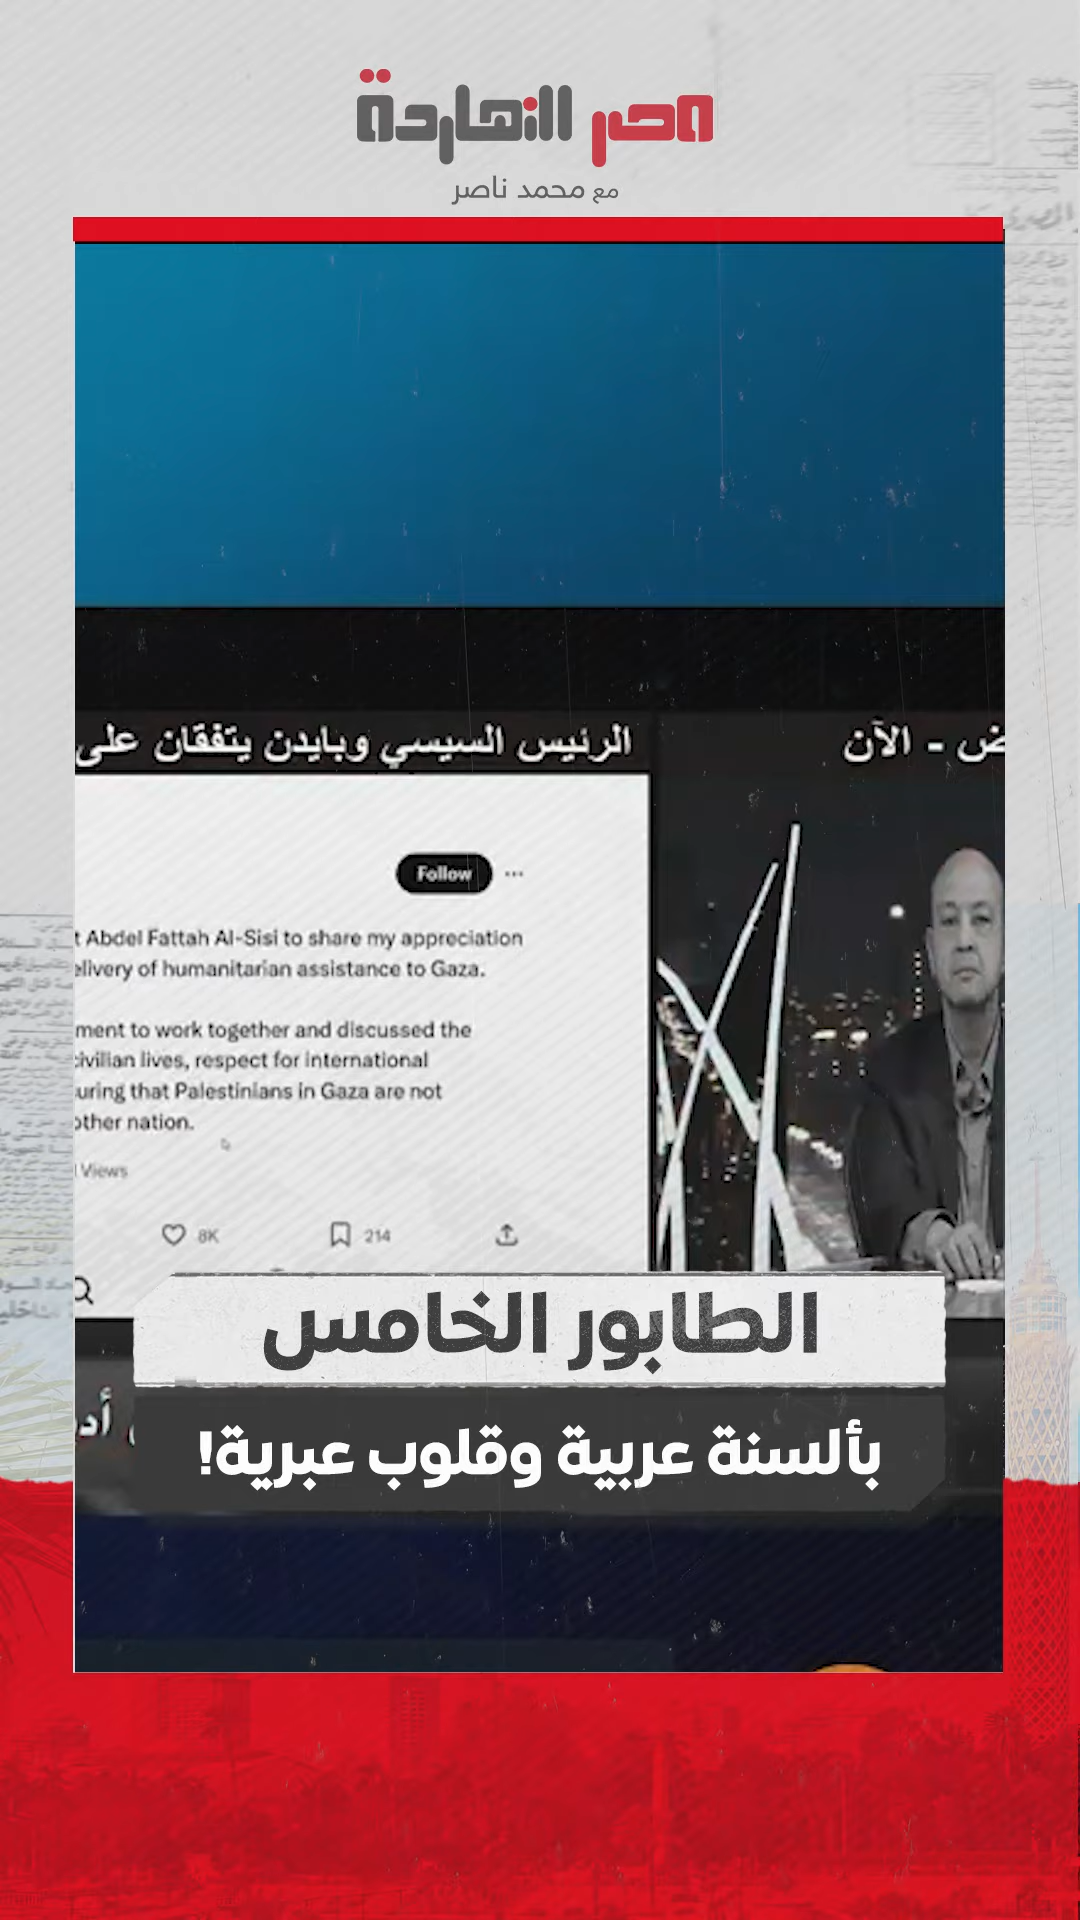 مصر النهاردة
مع محمد ناصر
ض - الآن
الرئيس السيسي وبايدن يتفقان على
Follow
t Abdel Fattah Al-Sisi to share my appreciation
elivery of humanitarian assistance to Gaza.
ment to work together and discussed the
civilian lives, respect for international
uring that Palestinians in Gaza are not
other nation.
Views
8K
214
الطابور الخامس
بألسنة عربية وقلوب عبرية!